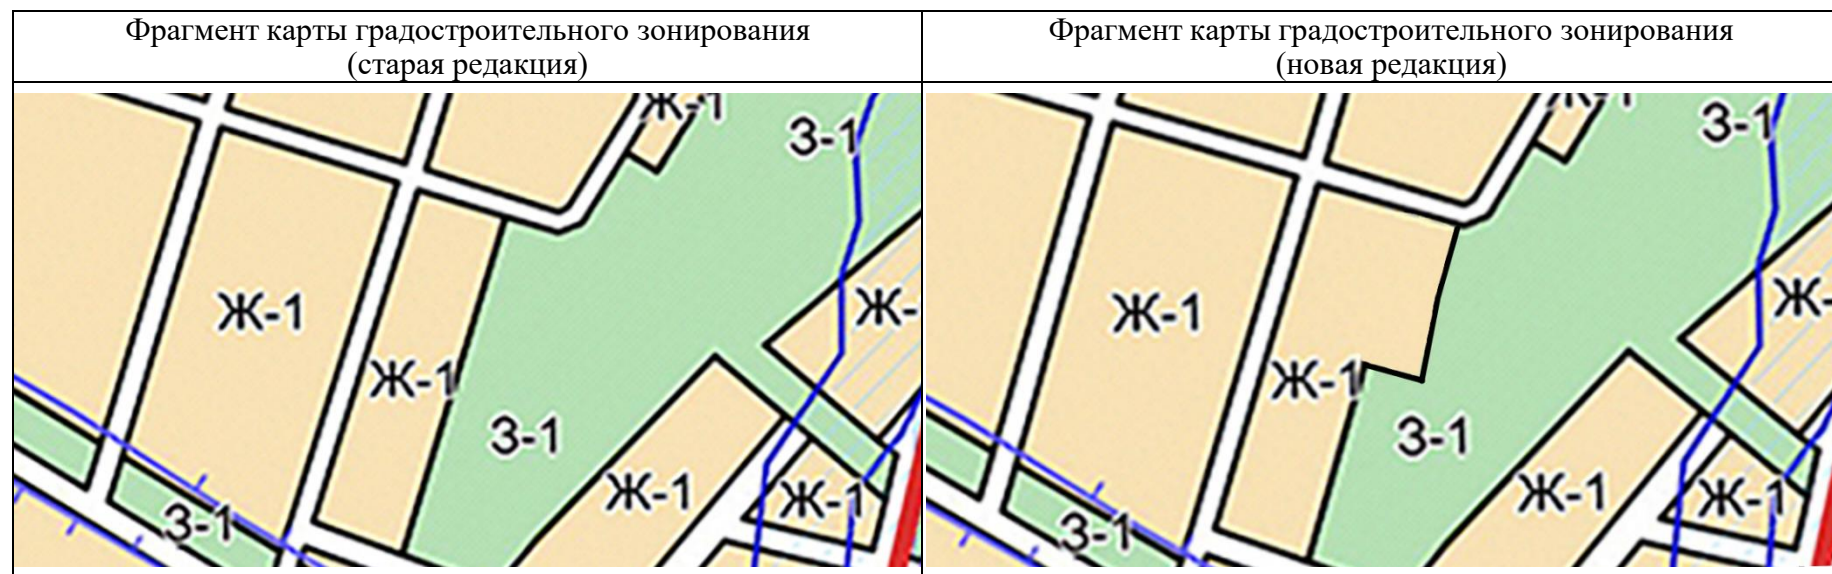 Фрагмент карты градостроительного зонирования
(старая редакция)
Фрагмент карты градостроительного зонирования
(новая редакция)
Ж-1
З-1
Ж-1
Ж-
Ж-1
З-1
Ж-1
Ж-1
З-1
Ж-1
З-1
Ж-1
Ж-
Ж-1
З-1
Ж-1
Ж-1
З-1